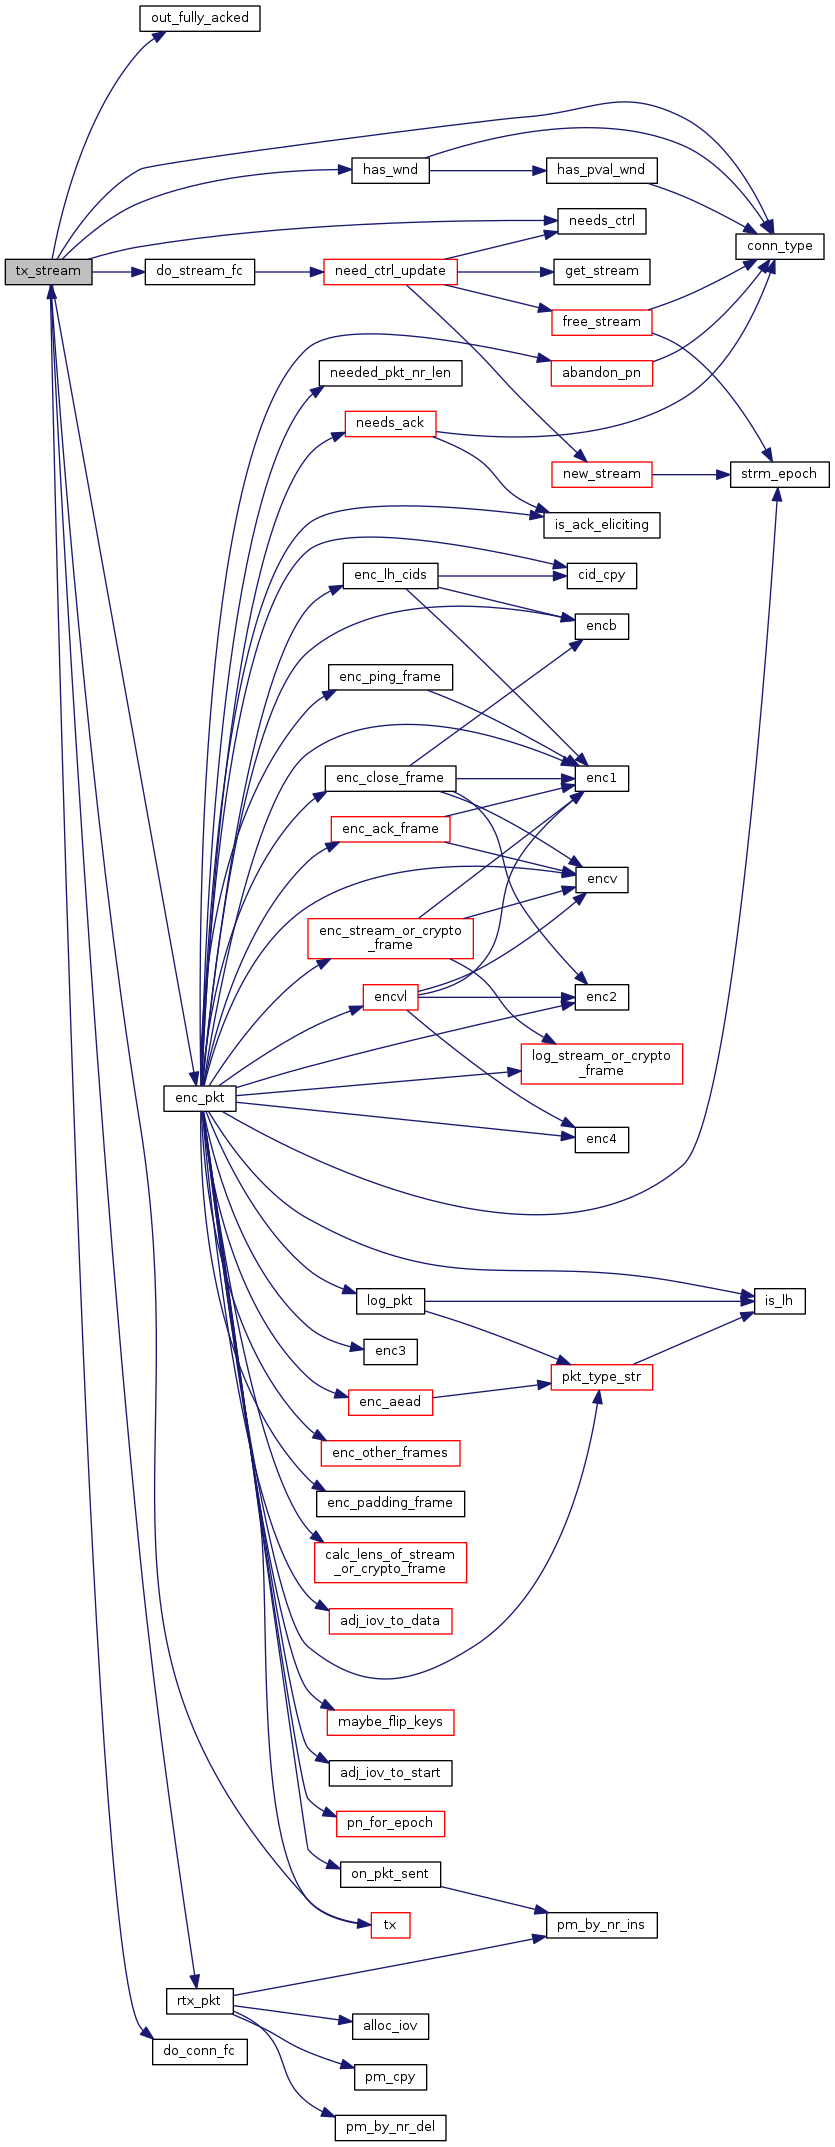 out_fully_acked
has_wnd
has_pval_wnd
needs_ctrl
conn_type
tx_stream
do_stream_fc
need_ctrl_update
get_stream
free_stream
needed_pkt_nr_len
abandon_pn
needs_ack
new_stream
strm_epoch
is_ack_eliciting
enc_lh_cids
cid_cpy
encb
enc_ping_frame
enc_close_frame
enc1
enc_ack_frame
encv
enc_stream_or_crypto
_frame
encvl
enc2
log_stream_or_crypto
_frame
enc_pkt
enc4
log_pkt
is_lh
enc3
pkt_type_str
enc_aead
enc_other_frames
enc_padding_frame
calc_lens_of_stream
_or_crypto_frame
adj_iov_to_data
maybe_flip_keys
adj_iov_to_start
pn_for_epoch
on_pkt_sent
tx
pm_by_nr_ins
rtx_pkt
alloc_iov
do_conn_fc
pm_cpy
pm_by_nr_del